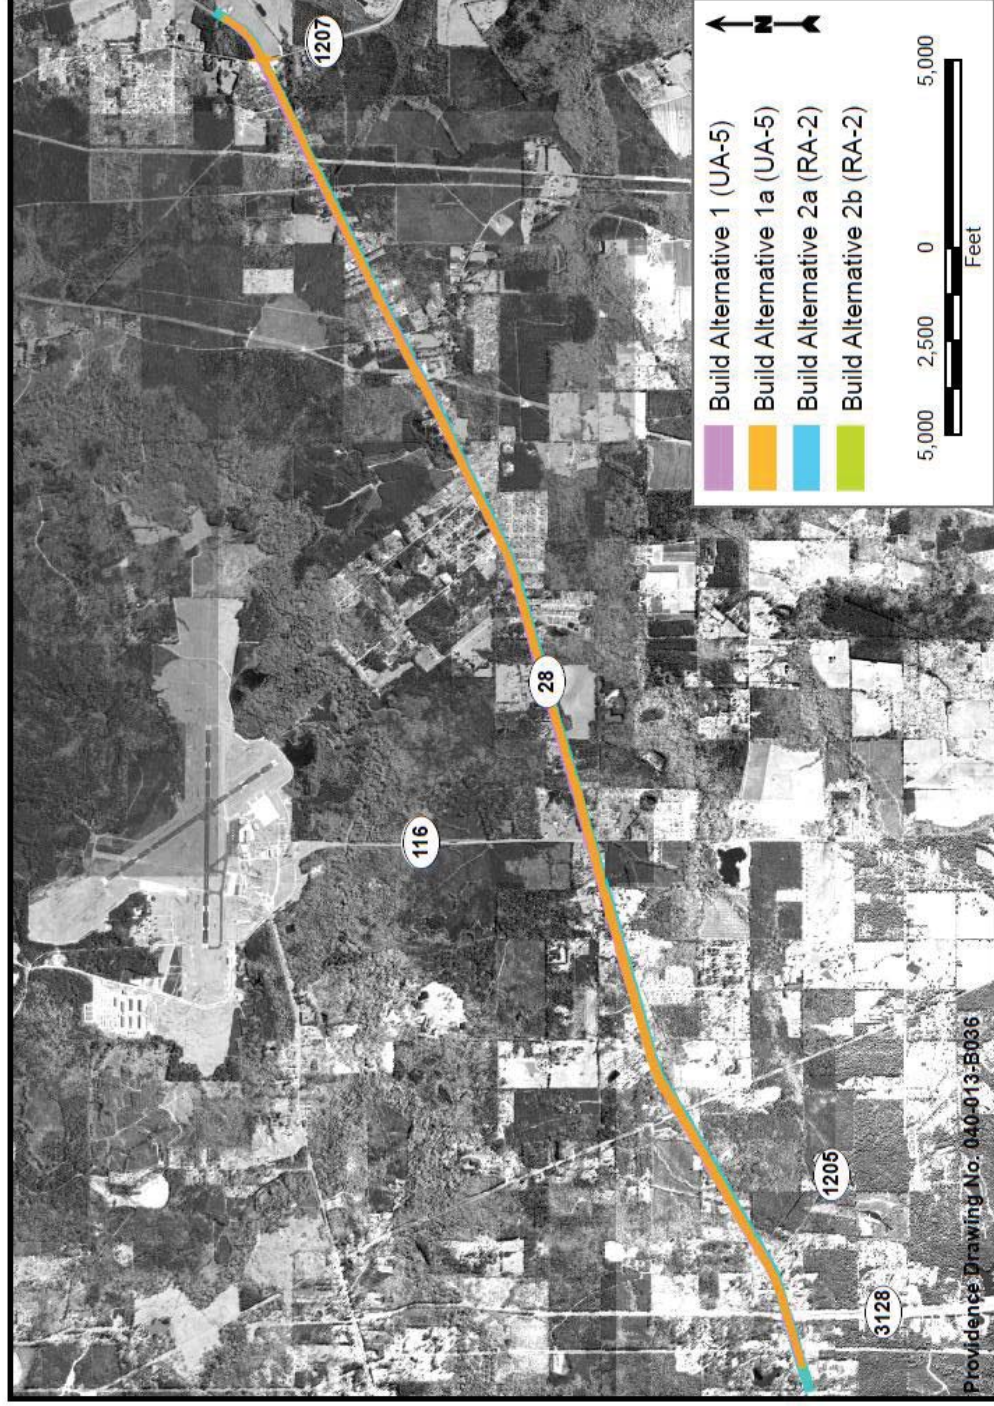 1207
116
28
1205
3128
N
Build Alternative 1 (UA-5)
Build Alternative 1a (UA-5)
Build Alternative 2a (RA-2)
Build Alternative 2b (RA-2)
5,000 2,500 0 5,000
Feet
Providence Drawing No. 040-013-B036